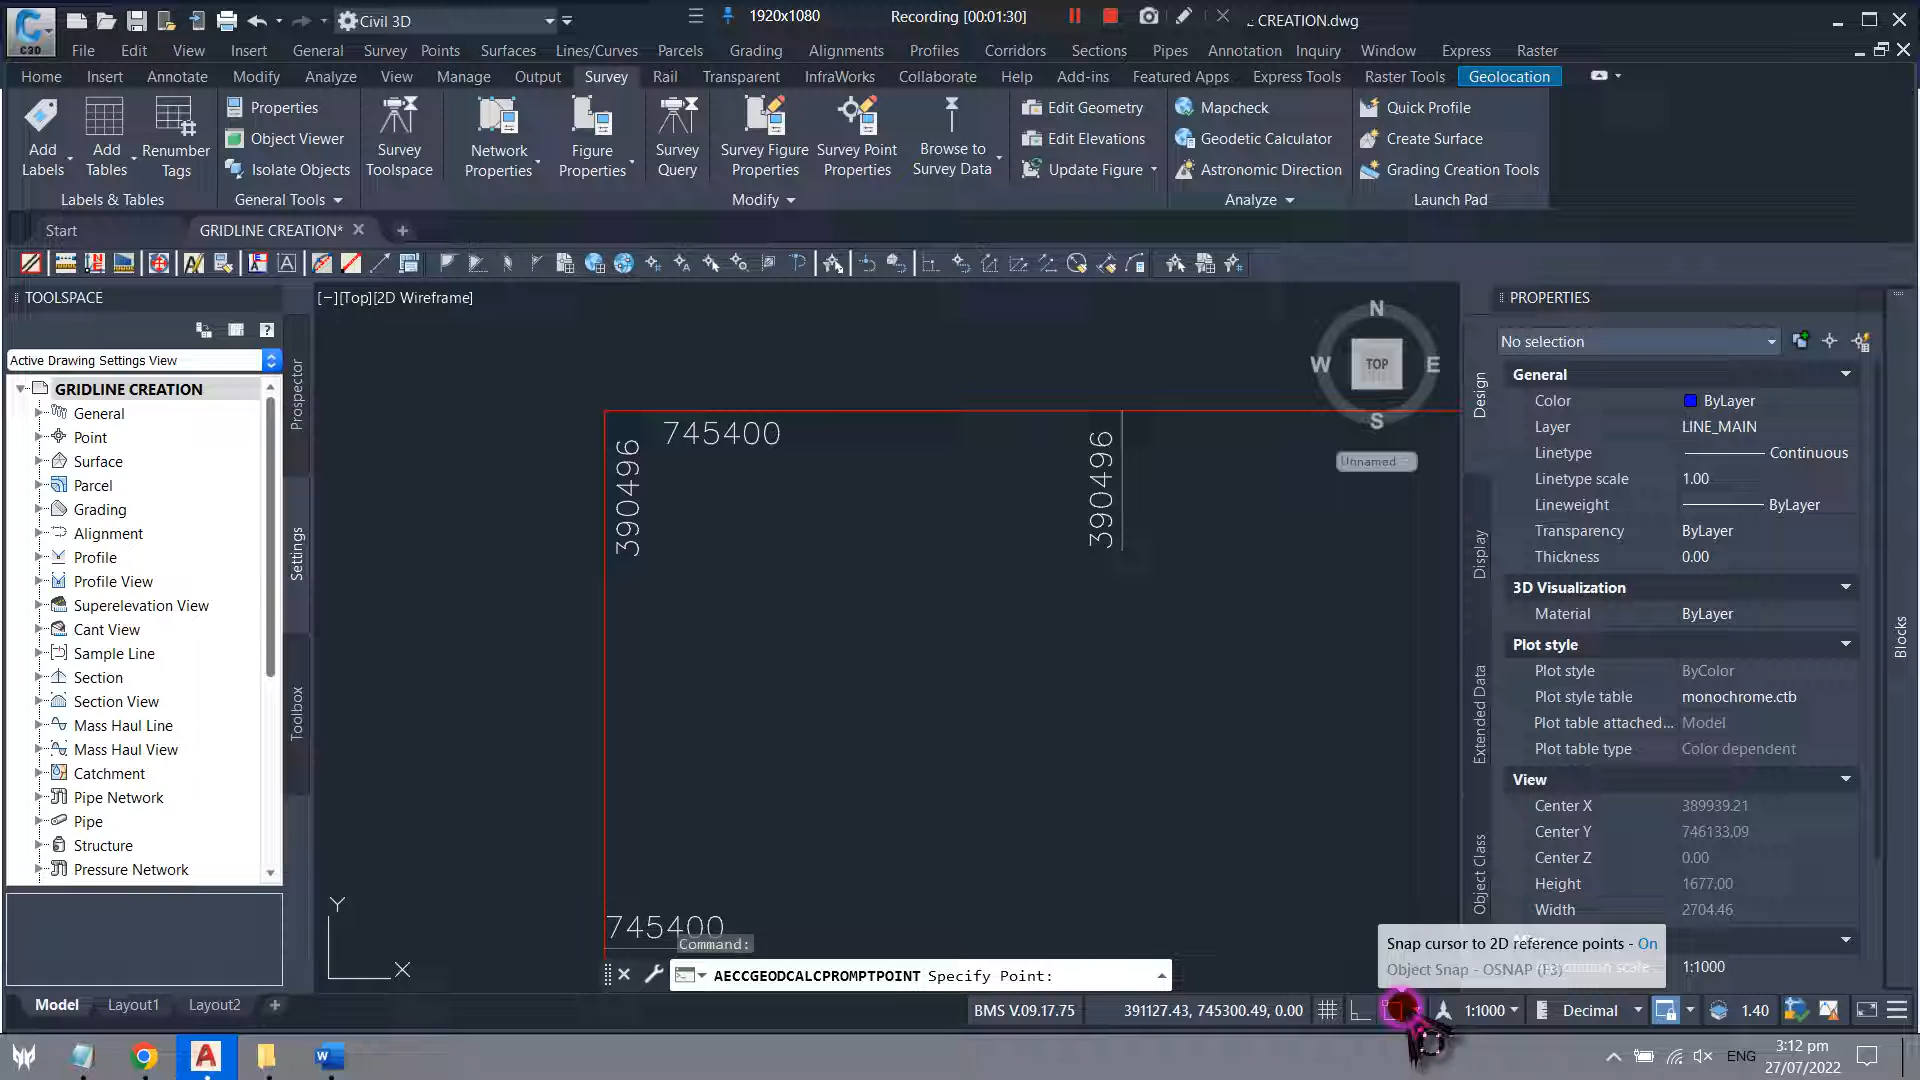 C3D
Civil 3D
1920x1080
Recording [00:01:30]
CREATION.dwg
File Edit View Insert General Survey Points Surfaces Lines/Curves Parcels Grading Alignments Profiles Corridors Sections Pipes Annotation Inquiry Window Express Raster
Home Insert Annotate Modify Analyze View Manage Output Survey Rail Transparent InfraWorks Collaborate Help Add-ins Featured Apps Express Tools Raster Tools Geolocation
Add Labels
Add Tables
Renumber Tags
Properties
Object Viewer
Isolate Objects
Survey Toolspace
Network Properties
Figure Properties
Survey Query
Survey Figure Properties
Survey Point Properties
Browse to Survey Data
Edit Geometry
Edit Elevations
Update Figure
Mapcheck
Geodetic Calculator
Astronomic Direction
Quick Profile
Create Surface
Grading Creation Tools
Labels & Tables
General Tools
Modify
Analyze
Launch Pad
Start
GRIDLINE CREATION*
TOOLSPACE
Active Drawing Settings View
GRIDLINE CREATION
General
Point
Surface
Parcel
Grading
Alignment
Profile
Profile View
Superelevation View
Cant View
Sample Line
Section
Section View
Mass Haul Line
Mass Haul View
Catchment
Pipe Network
Pipe
Structure
Pressure Network
Prospector
Settings
Toolbox
[−][Top][2D Wireframe]
745400
390496
390496
745400
N
W
TOP
E
S
Unnamed
Y
X
Command:
AECCGEODCALCPROMPTPOINT Specify Point:
PROPERTIES
No selection
General
Color ByLayer
Layer LINE_MAIN
Linetype Continuous
Linetype scale 1.00
Lineweight ByLayer
Transparency ByLayer
Thickness 0.00
3D Visualization
Material ByLayer
Plot style
Plot style ByColor
Plot style table monochrome.ctb
Plot table attached... Model
Plot table type Color dependent
View
Center X 389939.21
Center Y 746133.09
Center Z 0.00
Height 1677.00
Width 2704.46
1:1000
Design
Display
Extended Data
Object Class
Blocks
Snap cursor to 2D reference points - On
Object Snap - OSNAP (F3)
Model Layout1 Layout2
BMS V.09.17.75
391127.43, 745300.49, 0.00
1:1000
Decimal
1.40
ENG
3:12 pm
27/07/2022